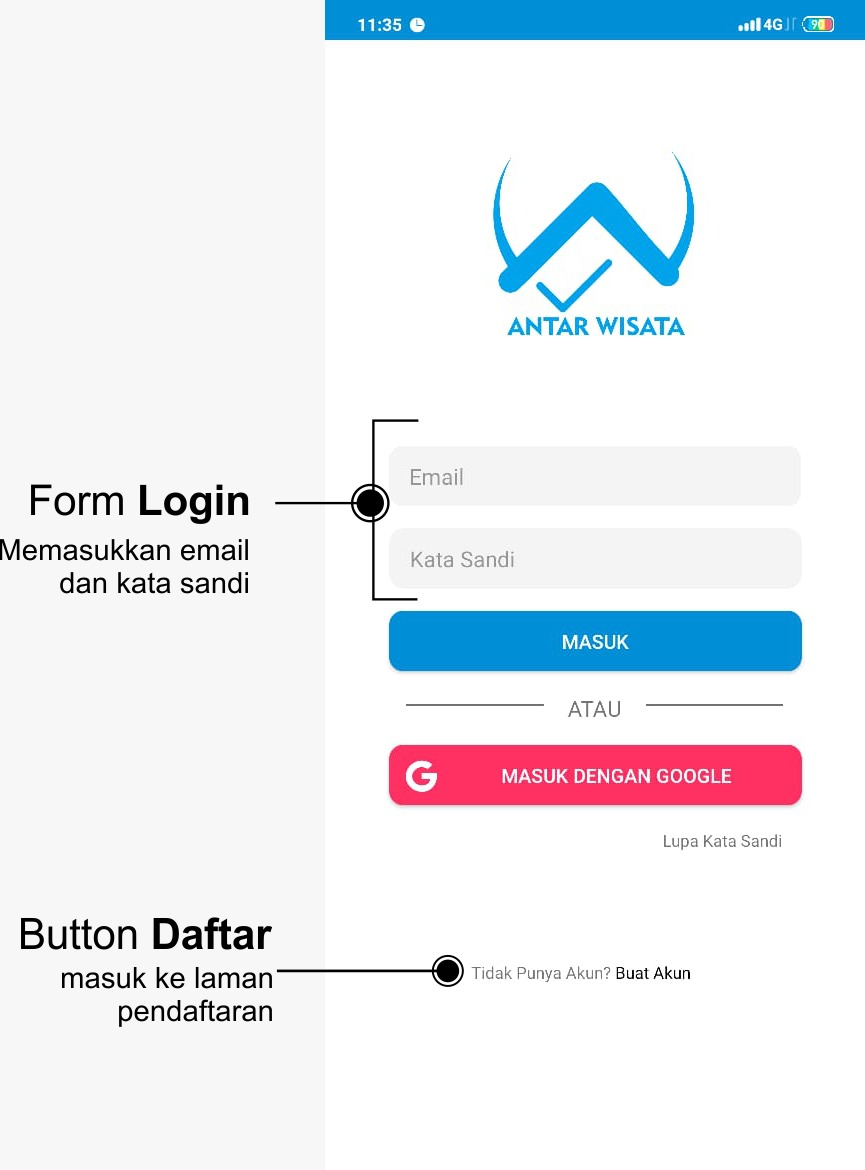 11:35
4G
90
ANTAR WISATA
Form Login
Memasukkan email
dan kata sandi
Email
Kata Sandi
MASUK
ATAU
G
MASUK DENGAN GOOGLE
Lupa Kata Sandi
Button Daftar
masuk ke laman
pendaftaran
Tidak Punya Akun? Buat Akun